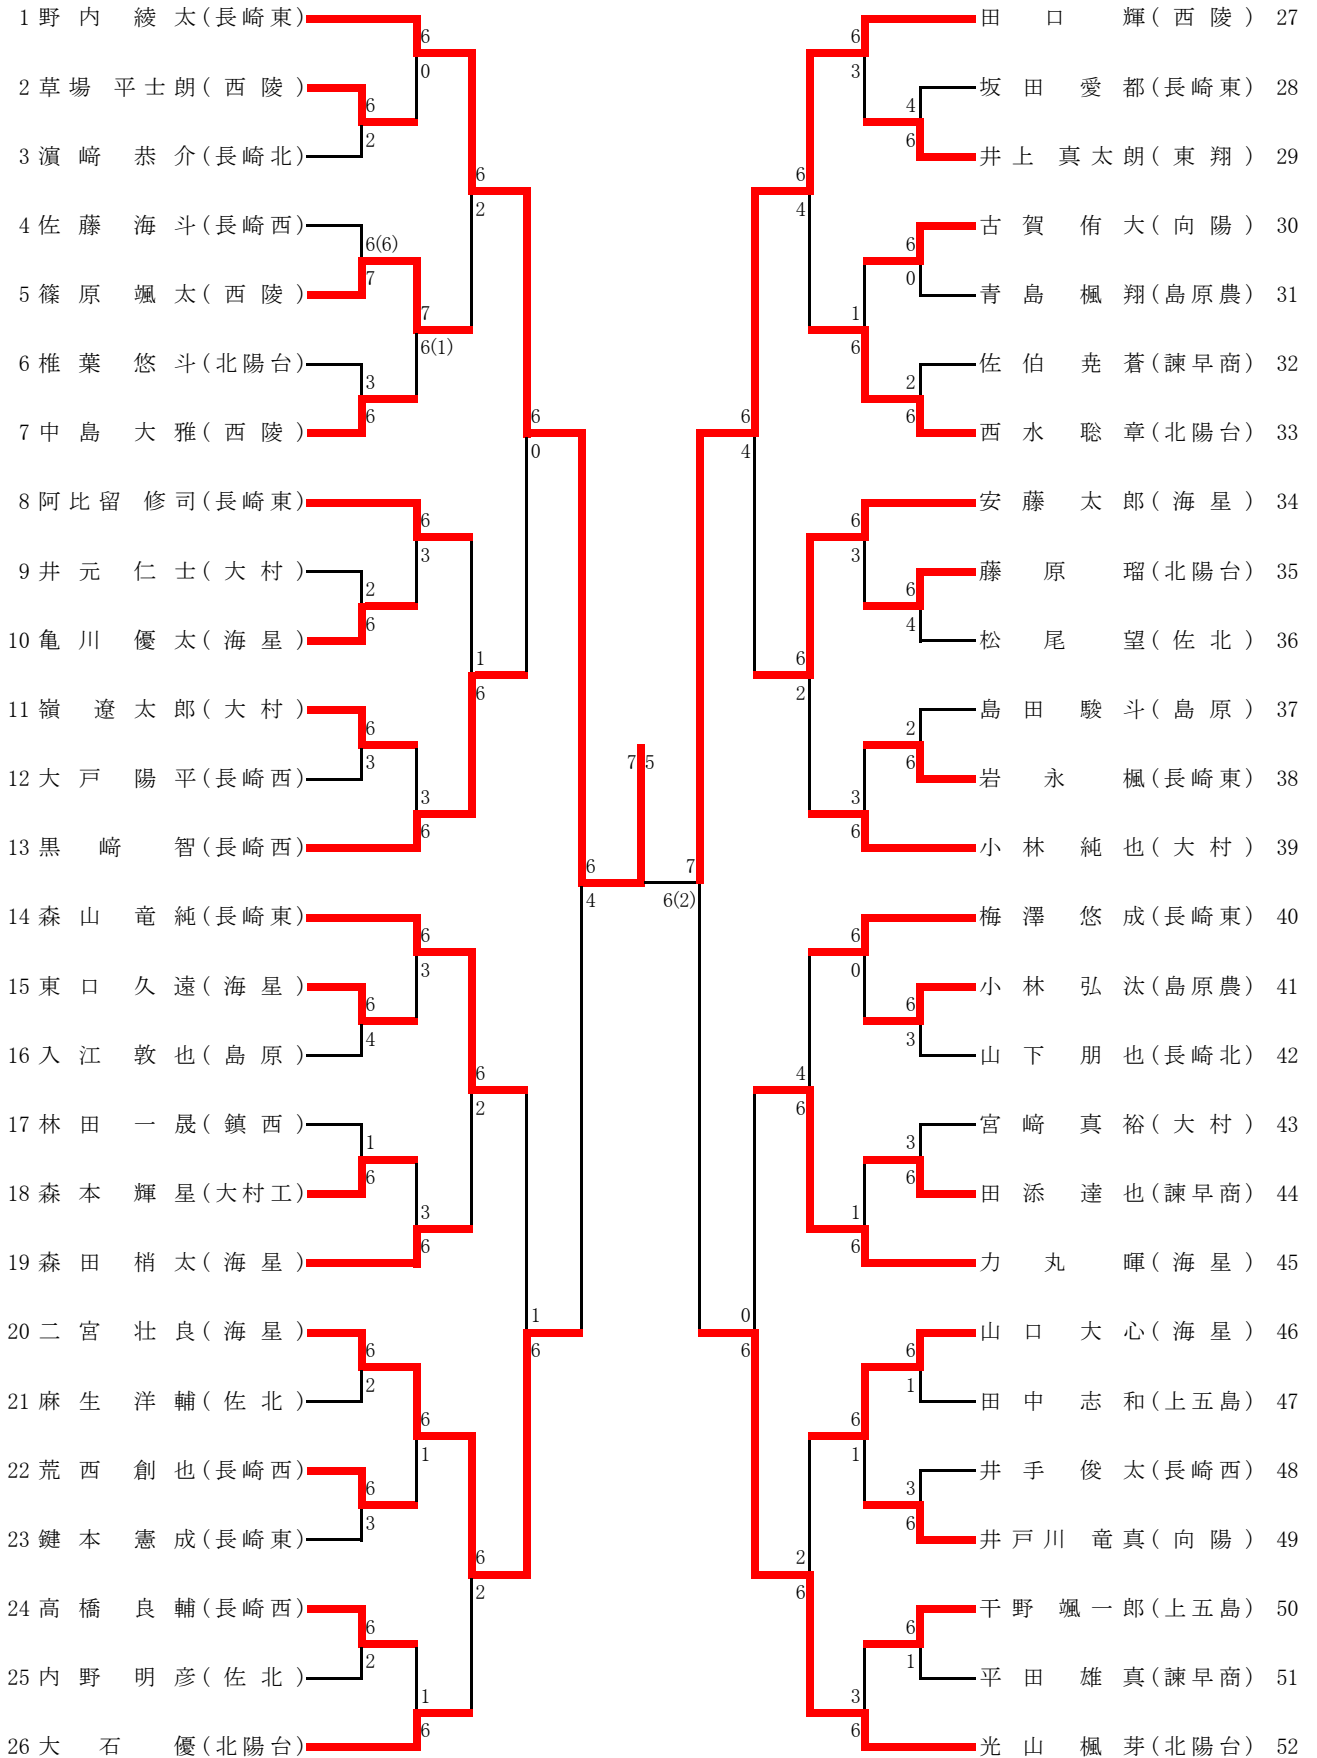 1 野内 綾太(長崎東)
6
0
2 草場 平士朗(西陵)
6
2
3 濵﨑 恭介(長崎北)
6
2
4 佐藤 海斗(長崎西)
6(6)
7
5 篠原 颯太(西陵)
7
6(1)
6 椎葉 悠斗(北陽台)
3
6
7 中島 大雅(西陵)
6
0
8 阿比留 修司(長崎東)
6
3
9 井元 仁士(大村)
2
6
10 亀川 優太(海星)
1
6
11 嶺 遼太郎(大村)
6
3
12 大戸 陽平(長崎西)
3
6
13 黒﨑 智(長崎西)
6
4
14 森山 竜純(長崎東)
6
3
15 東口 久遠(海星)
6
4
16 入江 敦也(島原)
6
2
17 林田 一晟(鎮西)
1
6
18 森本 輝星(大村工)
3
6
19 森田 梢太(海星)
1
6
20 二宮 壮良(海星)
6
2
21 麻生 洋輔(佐北)
6
1
22 荒西 創也(長崎西)
6
3
23 鍵本 憲成(長崎東)
6
2
24 高橋 良輔(長崎西)
6
2
25 内野 明彦(佐北)
1
6
26 大石 優(北陽台)
7 5
田口 輝(西陵) 27
6
3
坂田 愛都(長崎東) 28
4
6
井上 真太朗(東翔) 29
6
4
古賀 侑大(向陽) 30
6
0
青島 楓翔(島原農) 31
1
6
佐伯 尭蒼(諫早商) 32
2
6
西水 聡章(北陽台) 33
6
4
安藤 太郎(海星) 34
6
3
藤原 瑠(北陽台) 35
6
4
松尾 望(佐北) 36
6
2
島田 駿斗(島原) 37
2
6
岩永 楓(長崎東) 38
3
6
小林 純也(大村) 39
7
6(2)
梅澤 悠成(長崎東) 40
6
0
小林 弘汰(島原農) 41
6
3
山下 朋也(長崎北) 42
4
6
宮﨑 真裕(大村) 43
3
6
田添 達也(諫早商) 44
1
6
力丸 暉(海星) 45
0
6
山口 大心(海星) 46
6
1
田中 志和(上五島) 47
6
1
井手 俊太(長崎西) 48
3
6
井戸川 竜真(向陽) 49
2
6
干野 颯一郎(上五島) 50
6
1
平田 雄真(諫早商) 51
3
6
光山 楓芽(北陽台) 52